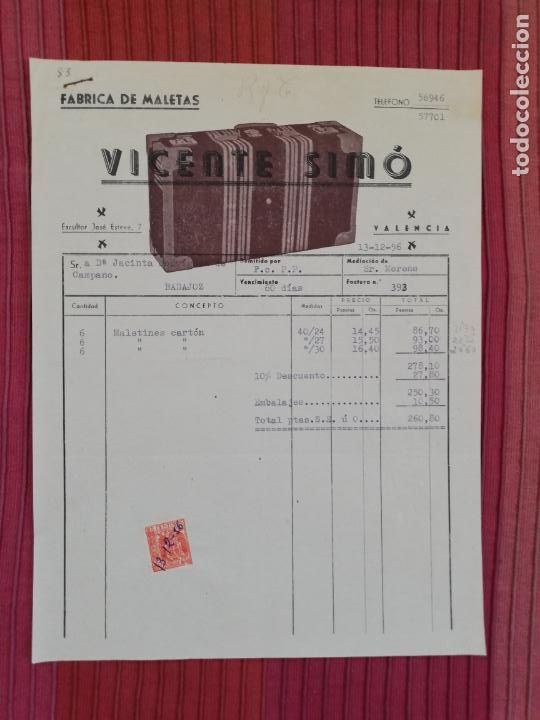 83
FABRICA DE MALETAS
TELEFONO 56946
57701
VICENTE SIMÓ
Escultor José Esteve, 7
VALENCIA
13-12-96
Sr. a Dª Jacinta
Campano.
BADAJOZ
Remitido por
F.c. P.P.
Mediación de
Sr. Moreno
Vencimiento
60 días
Factura n.º 393
Cantidad CONCEPTO Medidas PRECIO TOTAL
Pesetas Cts. Pesetas Cts.
6 Maletines cartón 40/24 14,45 86,70
6 " " "/27 15,50 93,00
6 " " "/30 16,40 98,40
278,10
10% Descuento.......... 27,80
250,30
Embalajes............. 10,50
Total ptas.S.E. ú O.... 260,80
13-12-
todocoleccion